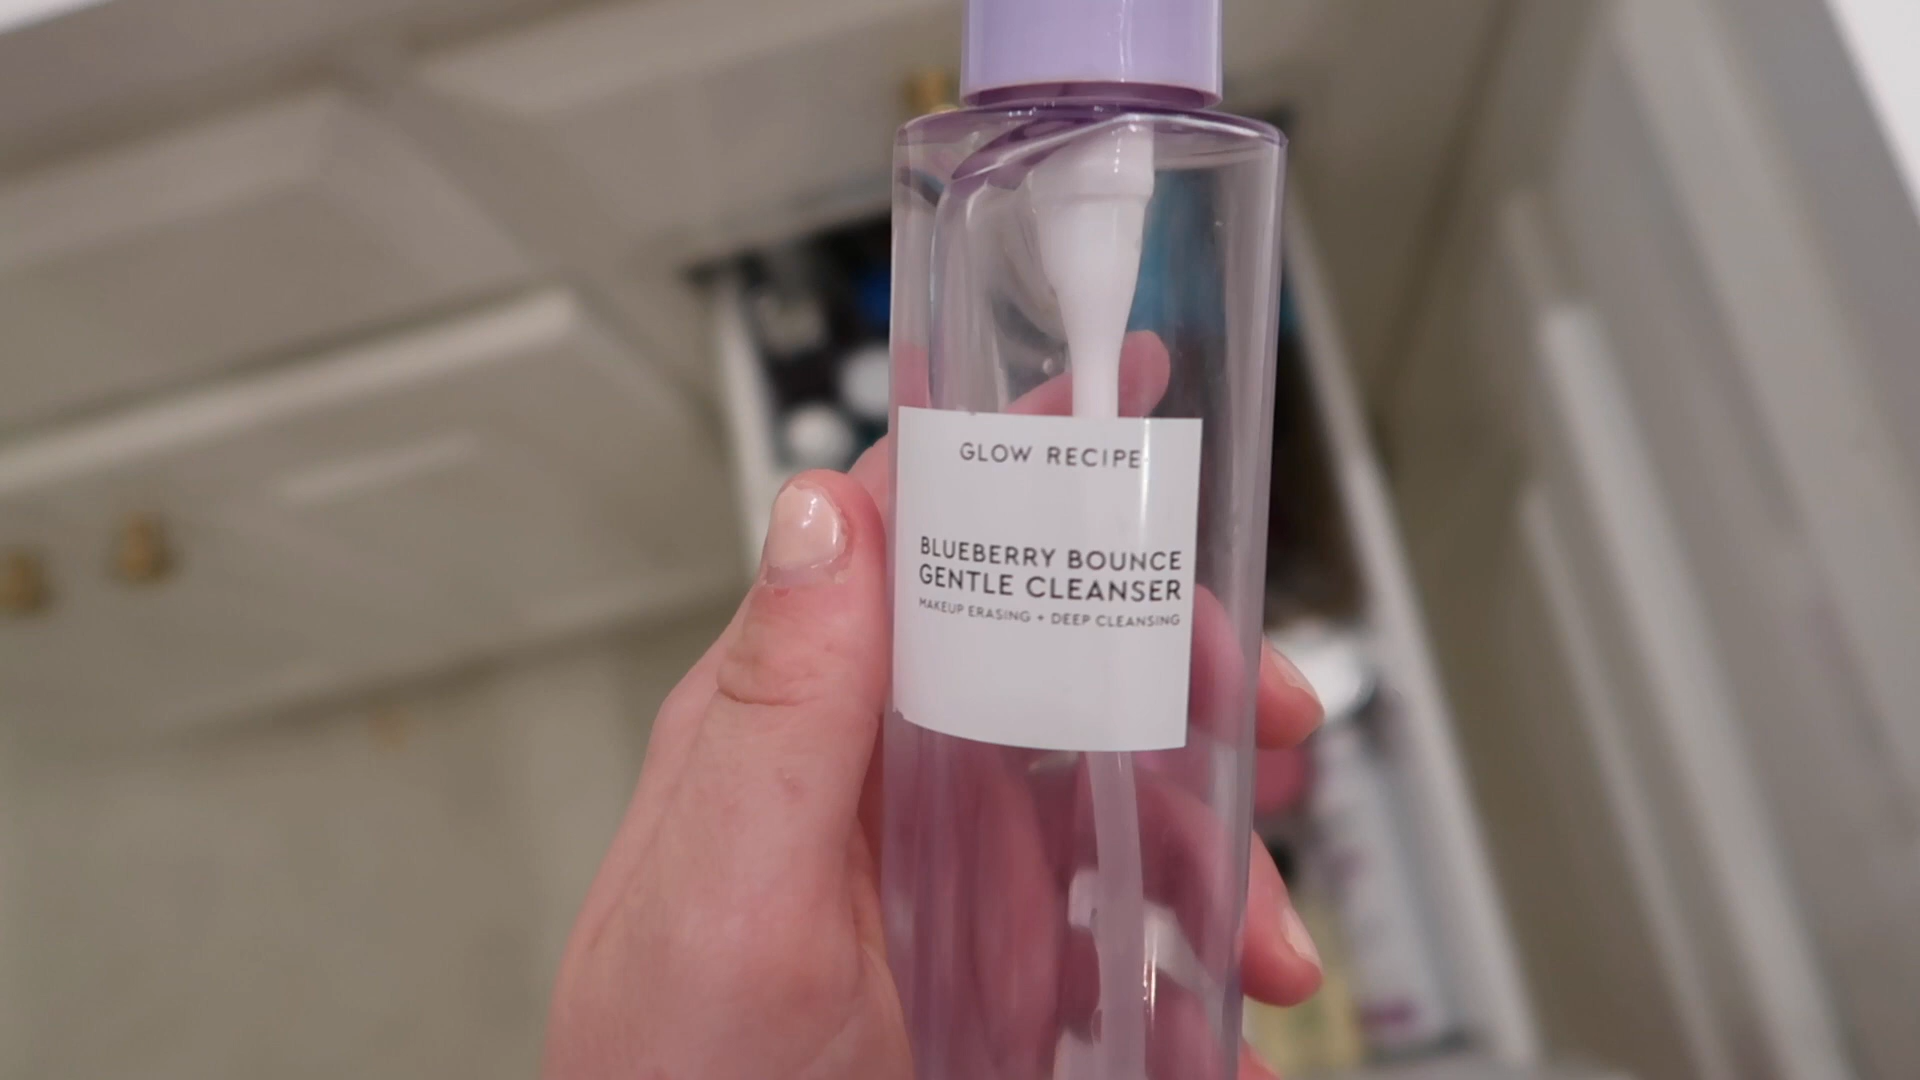 GLOW RECIPE
BLUEBERRY BOUNCE
GENTLE CLEANSER
MAKEUP ERASING + DEEP CLEANSING